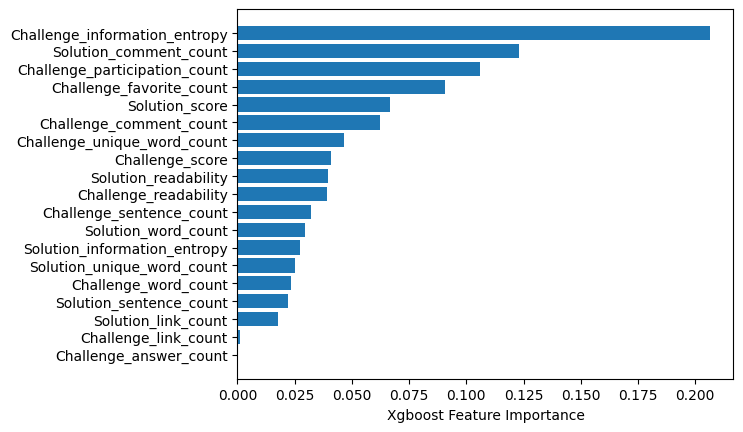 Challenge_information_entropy
Solution_comment_count
Challenge_participation_count
Challenge_favorite_count
Solution_score
Challenge_comment_count
Challenge_unique_word_count
Challenge_score
Solution_readability
Challenge_readability
Challenge_sentence_count
Solution_word_count
Solution_information_entropy
Solution_unique_word_count
Challenge_word_count
Solution_sentence_count
Solution_link_count
Challenge_link_count
Challenge_answer_count
0.000 0.025 0.050 0.075 0.100 0.125 0.150 0.175 0.200
Xgboost Feature Importance